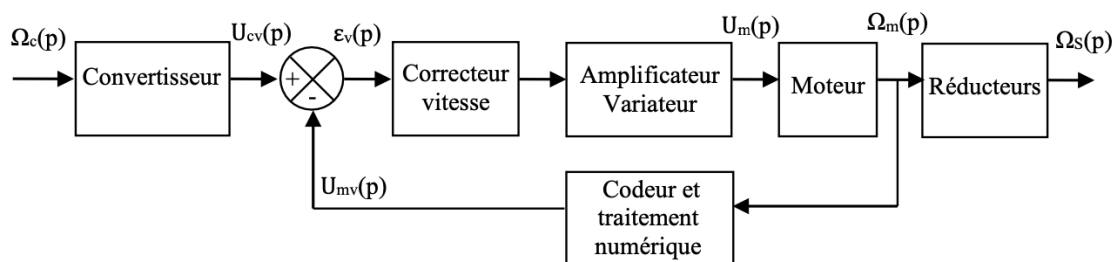 Ωc(p)
Convertisseur
Ucv(p)
+
-
εv(p)
Correcteur
vitesse
Amplificateur
Variateur
Um(p)
Moteur
Ωm(p)
Réducteurs
ΩS(p)
Umv(p)
Codeur et
traitement
numérique